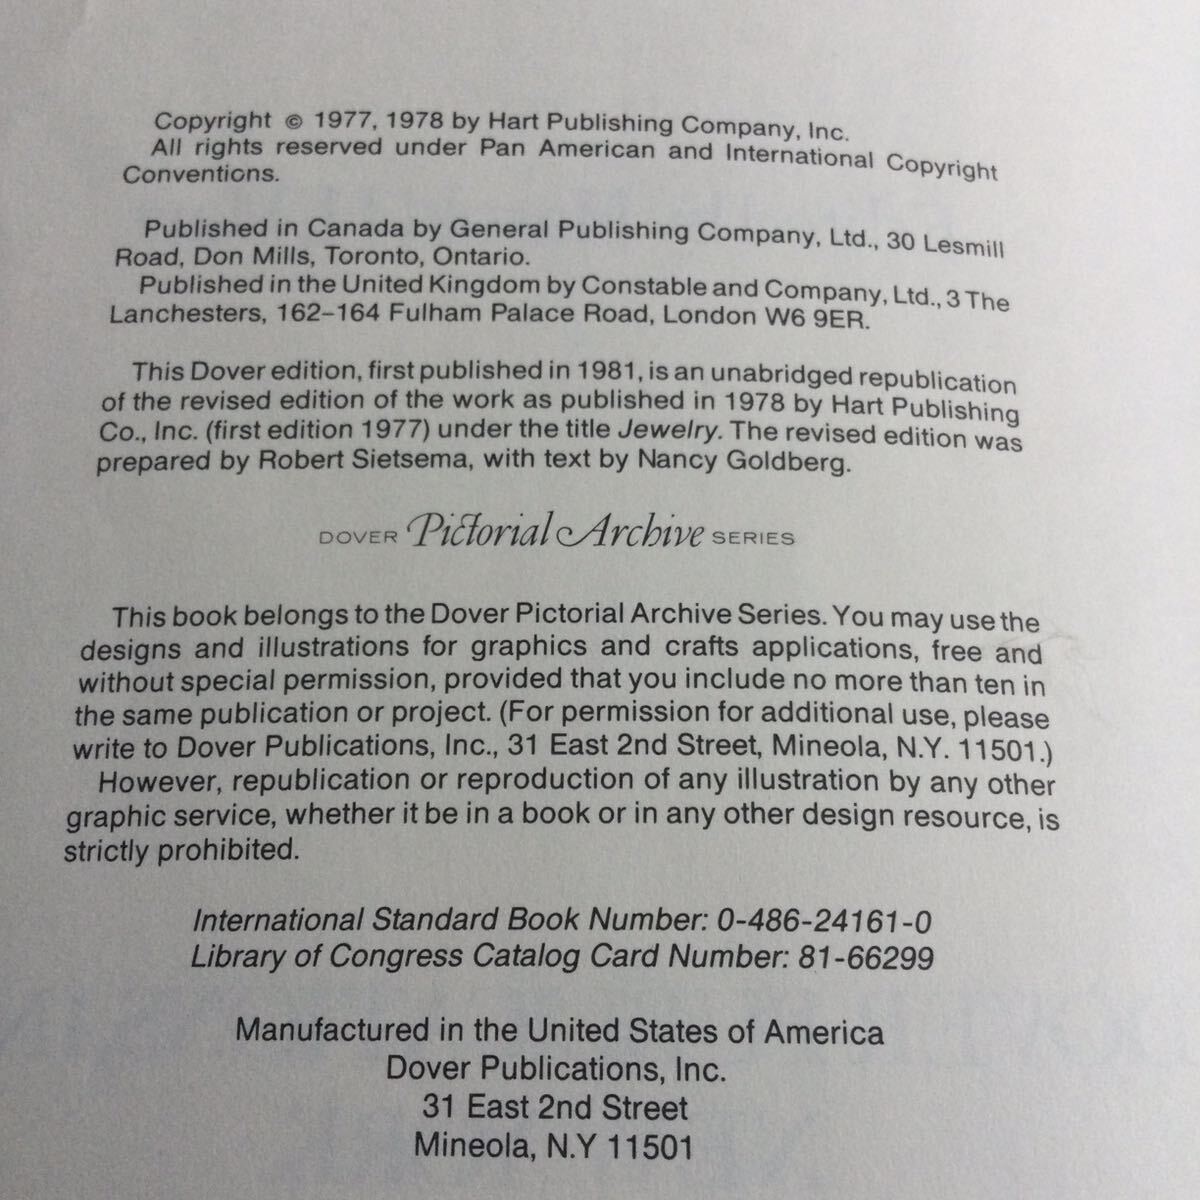 Copyright © 1977, 1978 by Hart Publishing Company, Inc.
All rights reserved under Pan American and International Copyright
Conventions.
Published in Canada by General Publishing Company, Ltd., 30 Lesmill
Road, Don Mills, Toronto, Ontario.
Published in the United Kingdom by Constable and Company, Ltd., 3 The
Lanchesters, 162–164 Fulham Palace Road, London W6 9ER.
This Dover edition, first published in 1981, is an unabridged republication
of the revised edition of the work as published in 1978 by Hart Publishing
Co., Inc. (first edition 1977) under the title Jewelry. The revised edition was
prepared by Robert Sietsema, with text by Nancy Goldberg.
DOVER Pictorial Archive SERIES
This book belongs to the Dover Pictorial Archive Series. You may use the
designs and illustrations for graphics and crafts applications, free and
without special permission, provided that you include no more than ten in
the same publication or project. (For permission for additional use, please
write to Dover Publications, Inc., 31 East 2nd Street, Mineola, N.Y. 11501.)
However, republication or reproduction of any illustration by any other
graphic service, whether it be in a book or in any other design resource, is
strictly prohibited.
International Standard Book Number: 0-486-24161-0
Library of Congress Catalog Card Number: 81-66299
Manufactured in the United States of America
Dover Publications, Inc.
31 East 2nd Street
Mineola, N.Y 11501